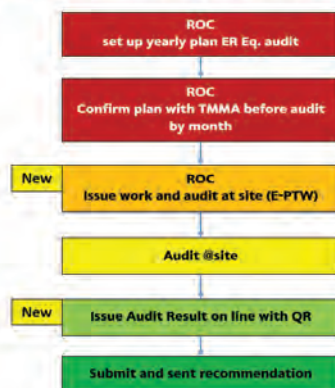 ROC
set up yearly plan ER Eq. audit
ROC
Confirm plan with TMMA before audit
by month
New
ROC
Issue work and audit at site (E-PTW)
Audit @site
New
Issue Audit Result on line with QR
Submit and sent recommendation